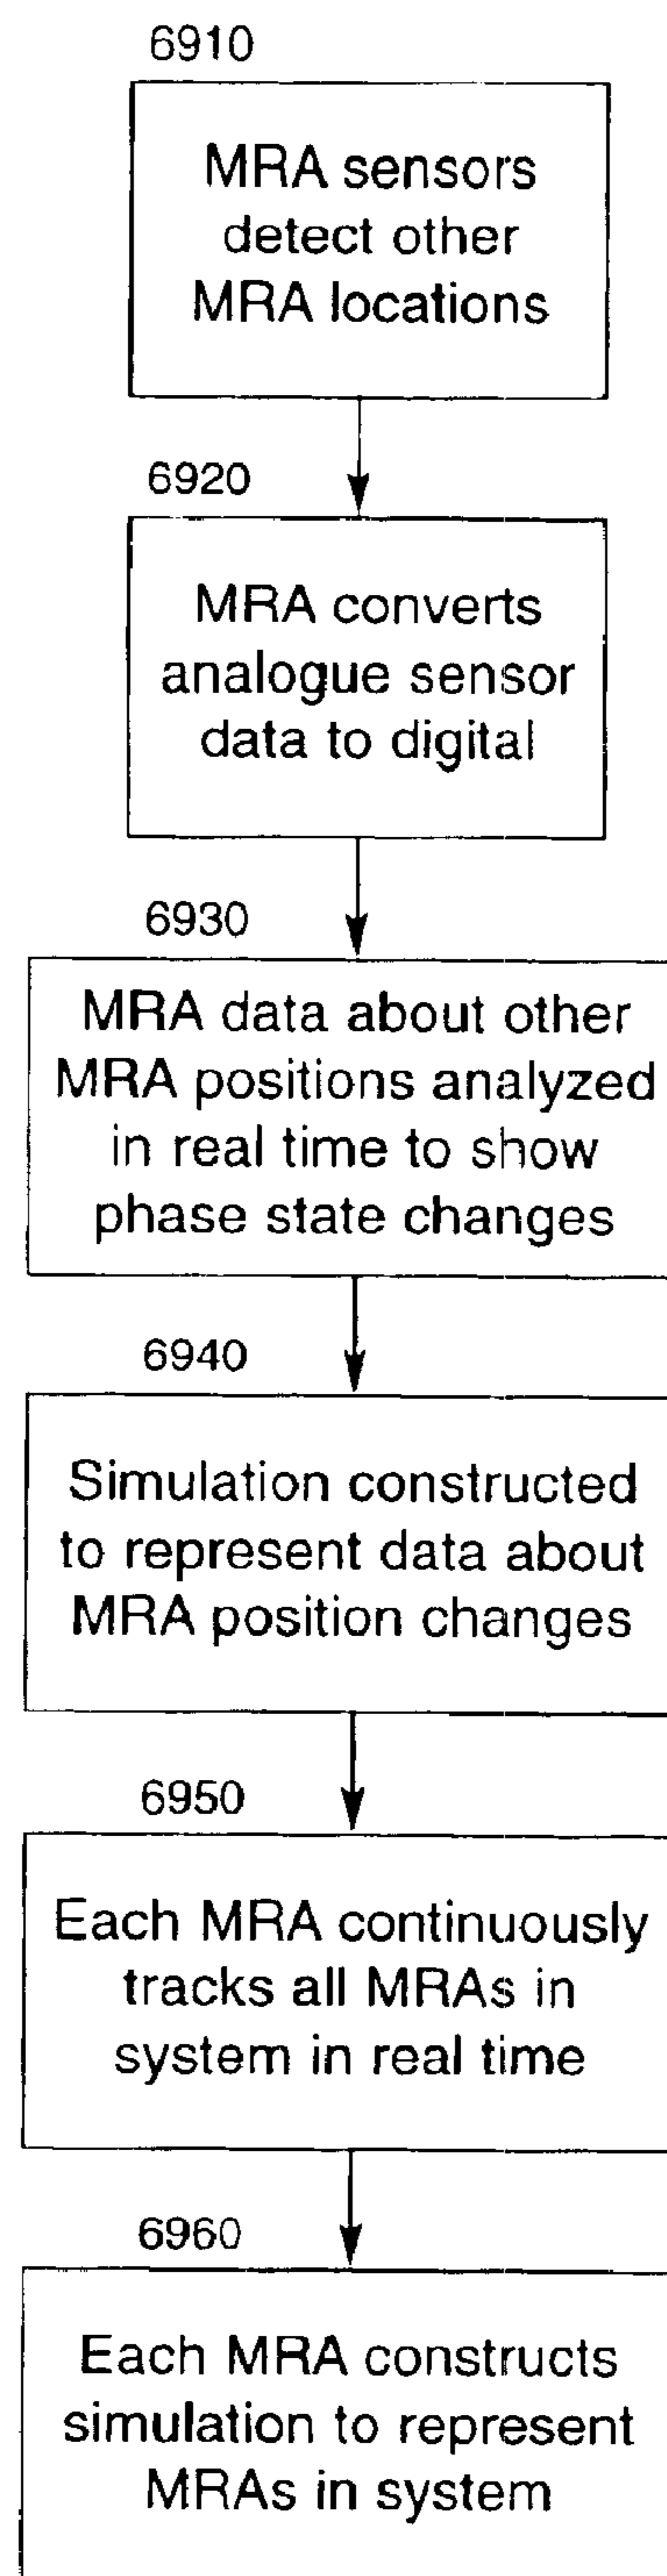 6910
MRA sensors
detect other
MRA locations
6920
MRA converts
analogue sensor
data to digital
6930
MRA data about other
MRA positions analyzed
in real time to show
phase state changes
6940
Simulation constructed
to represent data about
MRA position changes
6950
Each MRA continuously
tracks all MRAs in
system in real time
6960
Each MRA constructs
simulation to represent
MRAs in system